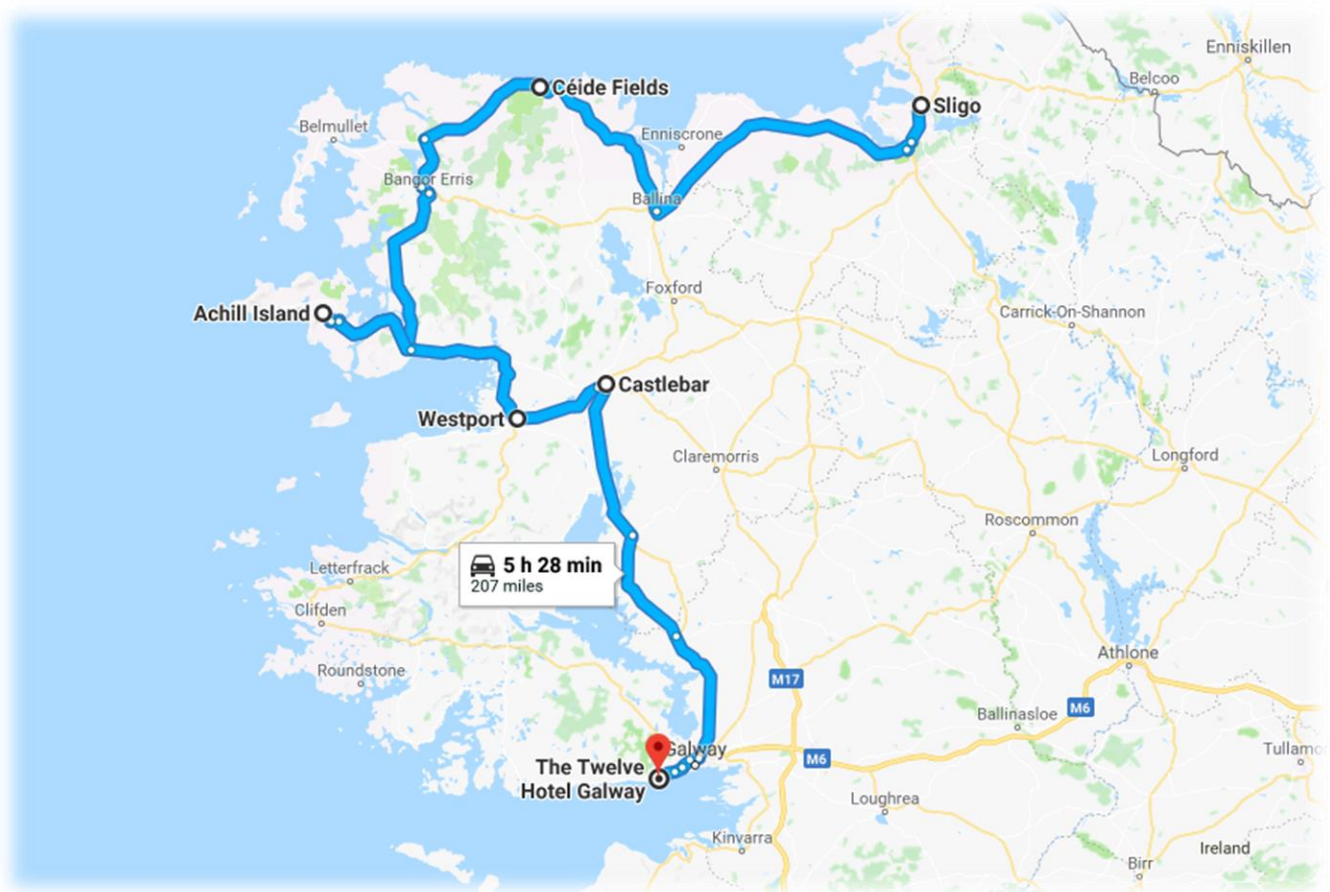 Enniskillen
Belcoo
Céide Fields
Sligo
Belmullet
Enniscrone
Bangor Erris
Ballina
Foxford
Achill Island
Carrick-On-Shannon
Castlebar
Westport
Claremorris
Longford
Roscommon
5 h 28 min
207 miles
Letterfrack
Clifden
Roundstone
Athlone
M17
M6
Ballinasloe
Galway
Tullamo
M6
The Twelve
Hotel Galway
Loughrea
Kinvarra
Ireland
Birr